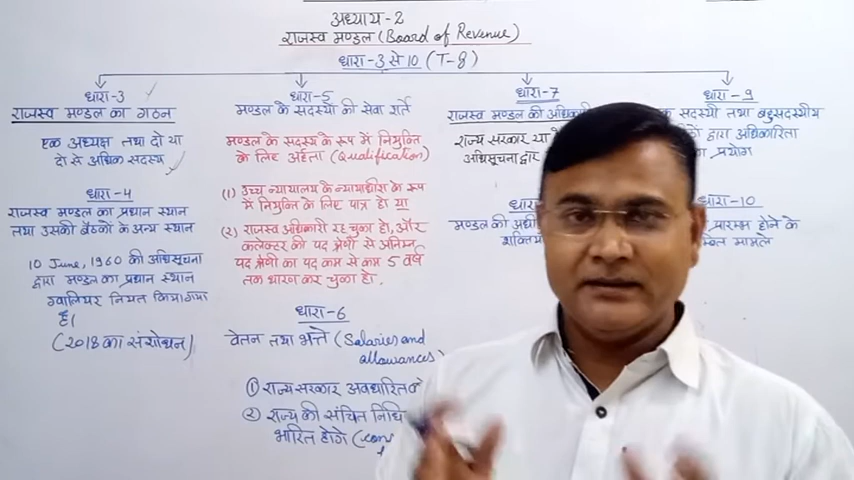 अध्याय-2
राजस्व मण्डल (Board of Revenue)
धारा-3 से 10 (T-8)
धारा-3
राजस्व मण्डल का गठन
एक अध्यक्ष तथा दो या
दो से अधिक सदस्य
धारा-4
राजस्व मण्डल का प्रधान स्थान
तथा उसकी बैठकों के अन्य स्थान
10 June, 1960 की अधिसूचना
द्वारा मण्डल का प्रधान स्थान
ग्वालियर नियत किया गया
है।
(2018 का संशोधन)
धारा-5
मण्डल के सदस्यों की सेवा शर्ते
मण्डल के सदस्य के रूप में नियुक्ति
के लिए अर्हता (Qualification)
(1) उच्च न्यायालय के न्यायाधीश के रूप
में नियुक्ति के लिए पात्र हो या
(2) राजस्व अधिकारी रह चुका हो, और
कलेक्टर की पद श्रेणी से अनिम्न
पद श्रेणी का पद कम से कम 5 वर्ष
तक धारण कर चुका हो.
धारा-6
वेतन तथा भत्ते (Salaries and
allowances)
① राज्य सरकार अवधारित
② राज्य की संचित निधि
भारित होगे
धारा-7
राजस्व मण्डल की
राज्य सरकार या
अधिसूचना द्वारा
मण्डल की
धारा-9
सदस्यी तथा बहुसदस्यीय
द्वारा अधिकारिता
प्रयोग
-10
प्रारम्भ होने के
मामले